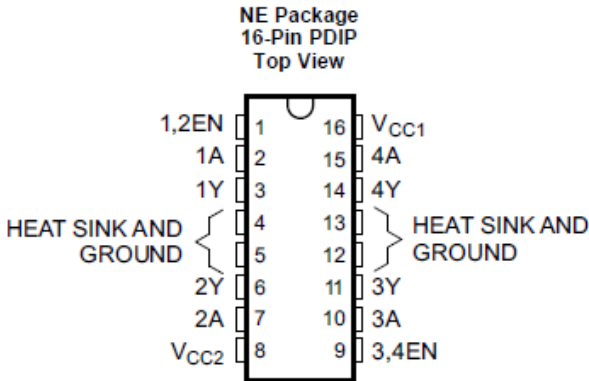 NE Package
16-Pin PDIP
Top View
1,2EN 1 16 VCC1
1A 2 15 4A
1Y 3 14 4Y
HEAT SINK AND GROUND 4 13 HEAT SINK AND GROUND
5 12
2Y 6 11 3Y
2A 7 10 3A
VCC2 8 9 3,4EN